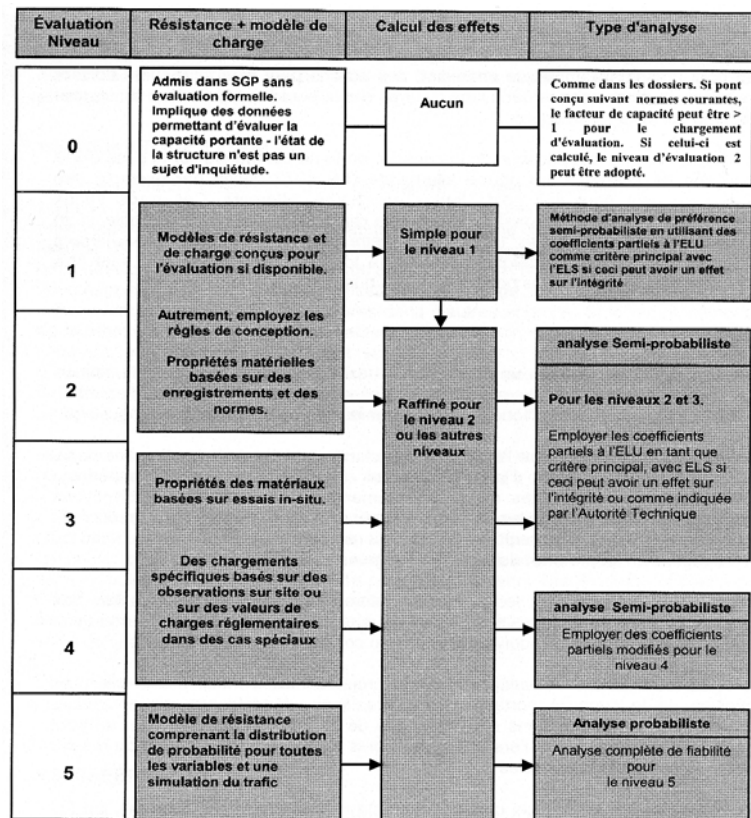 Évaluation
Niveau
Résistance + modèle de
charge
Calcul des effets
Type d'analyse
0
Admis dans SGP sans
évaluation formelle.
Implique des données
permettant d'évaluer la
capacité portante - l'état de
la structure n'est pas un
sujet d'inquiétude.
Aucun
Comme dans les dossiers. Si pont
conçu suivant normes courantes,
le facteur de capacité peut être >
1 pour le chargement
d'évaluation. Si celui-ci est
calculé, le niveau d'évaluation 2
peut être adopté.
1
Modèles de résistance et
de charge conçus pour
l'évaluation si disponible.
Autrement, employez les
règles de conception.
Propriétés matérielles
basées sur des
enregistrements et des
normes.
Simple pour
le niveau 1
Méthode d'analyse de préférence
semi-probabiliste en utilisant des
coefficients partiels à l'ELU
comme critère principal avec
l'ELS si ceci peut avoir un effet
sur l'intégrité
2
Raffiné pour
le niveau 2
ou les autres
niveaux
analyse Semi-probabiliste
Pour les niveaux 2 et 3.
Employer les coefficients
partiels à l'ELU en tant que
critère principal, avec ELS si
ceci peut avoir un effet sur
l'intégrité ou comme indiquée
par l'Autorité Technique
3
Propriétés des matériaux
basées sur essais in-situ.
Des chargements
spécifiques basés sur des
observations sur site ou
sur des valeurs de
charges réglementaires
dans des cas spéciaux
4
analyse Semi-probabiliste
Employer des coefficients
partiels modifiés pour le
niveau 4
5
Modèle de résistance
comprenant la distribution
de probabilité pour toutes
les variables et une
simulation du trafic
Analyse probabiliste
Analyse complète de fiabilité
pour
le niveau 5